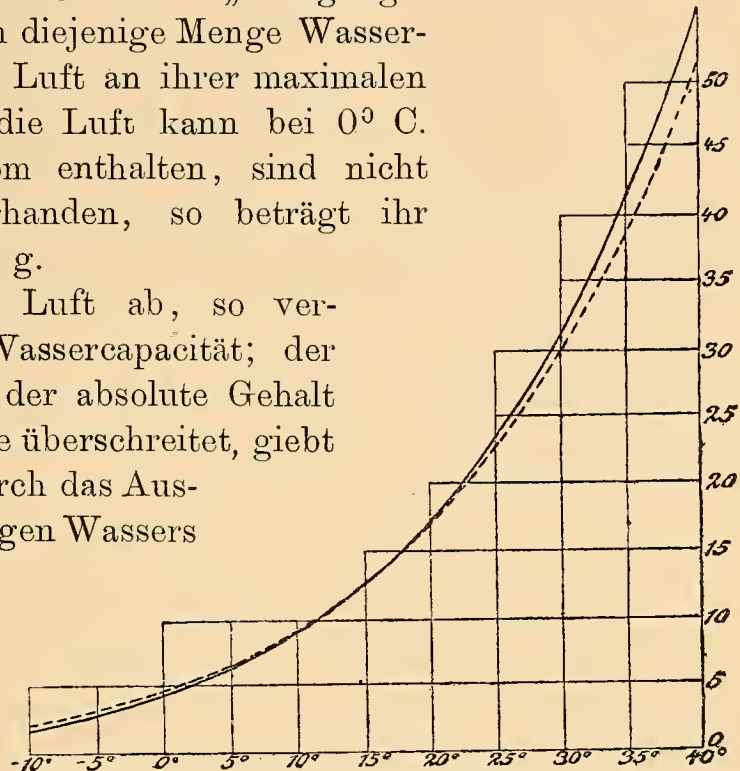 n diejenige Menge Wasser-
Luft an ihrer maximalen
die Luft kann bei 0° C.
m enthalten, sind nicht
handen, so beträgt ihr
g.
Luft ab, so ver-
Wassercapacität; der
der absolute Gehalt
e überschreitet, giebt
rch das Aus-
gen Wassers
50
45
40
35
30
25
20
15
10
5
0
-10° -5° 0° 5° 10° 15° 20° 25° 30° 35° 40°